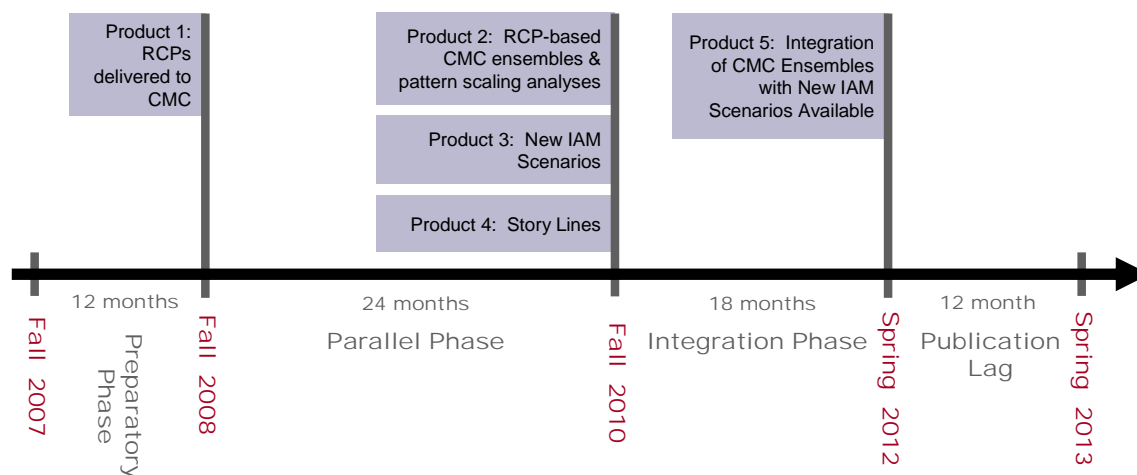 Product 1:
RCPs
delivered to
CMC
Product 2:  RCP-based
CMC ensembles &
pattern scaling analyses
Product 3:  New IAM
Scenarios
Product 4:  Story Lines
Product 5:  Integration
of CMC Ensembles
with New IAM
Scenarios Available
12 months
24 months
18 months
12 month
Preparatory
Phase
Parallel Phase
Integration Phase
Publication
Lag
Fall 2007
Fall 2008
Fall 2010
Spring 2012
Spring 2013